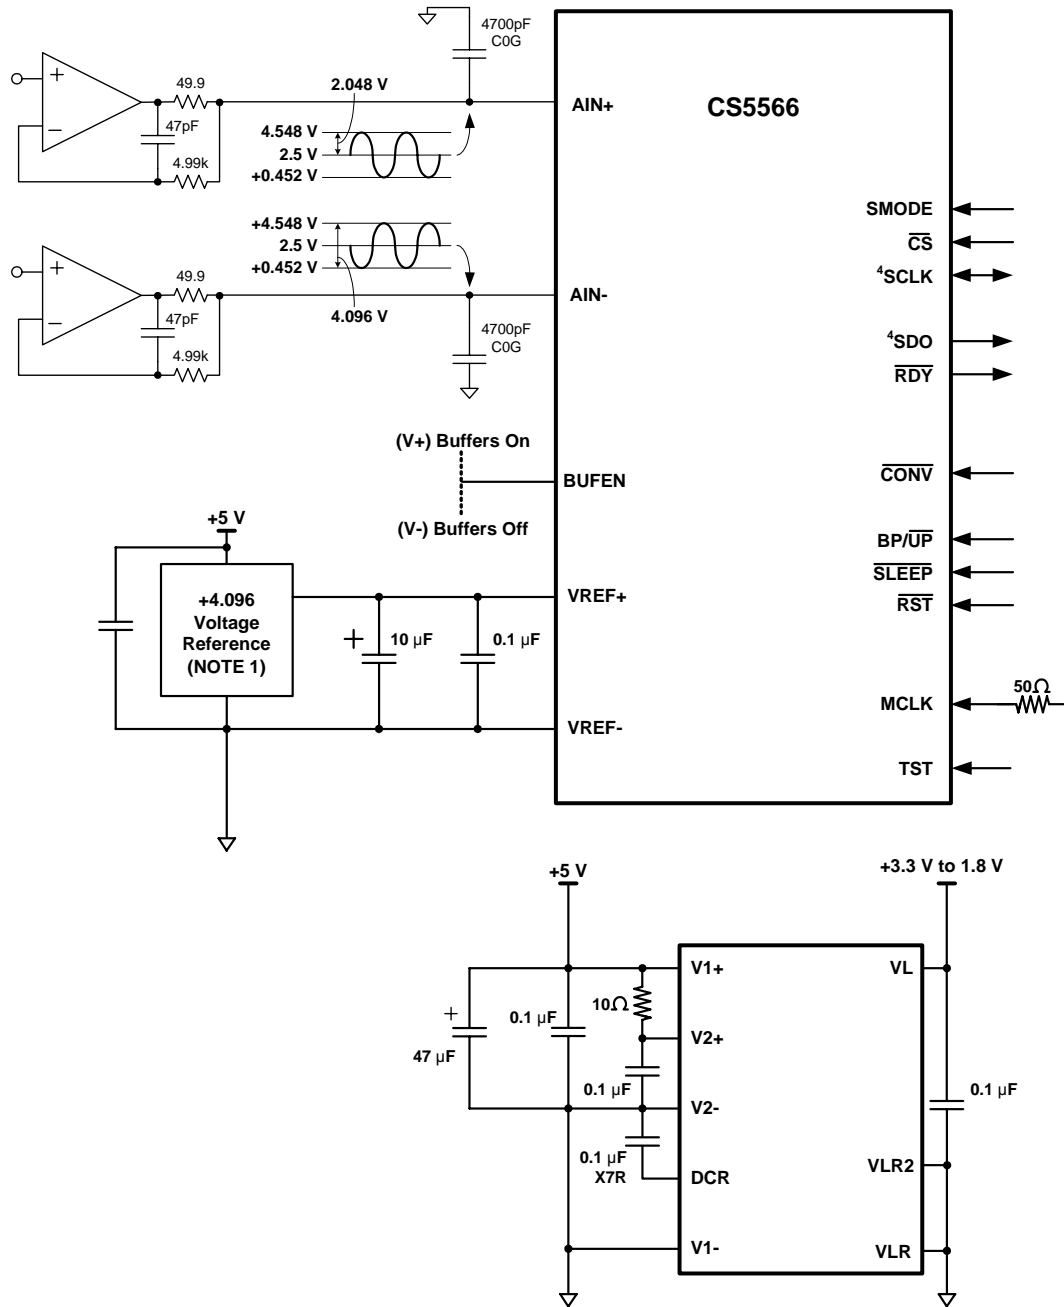 4700pF
C0G
49.9
+
−
47pF
4.99k
2.048 V
4.548 V
2.5 V
+0.452 V
AIN+
CS5566
+4.548 V
2.5 V
+0.452 V
4.096 V
49.9
+
−
47pF
4.99k
AIN-
4700pF
C0G
SMODE
CS
4SCLK
4SDO
RDY
(V+) Buffers On
BUFEN
(V-) Buffers Off
CONV
BP/UP
SLEEP
RST
+5 V
+4.096
Voltage
Reference
(NOTE 1)
+
10 µF
0.1 µF
VREF+
VREF-
50Ω
MCLK
TST
+5 V
+3.3 V to 1.8 V
V1+
VL
10Ω
+
0.1 µF
47 µF
V2+
0.1 µF
0.1 µF
V2-
0.1 µF
X7R
DCR
VLR2
V1-
VLR